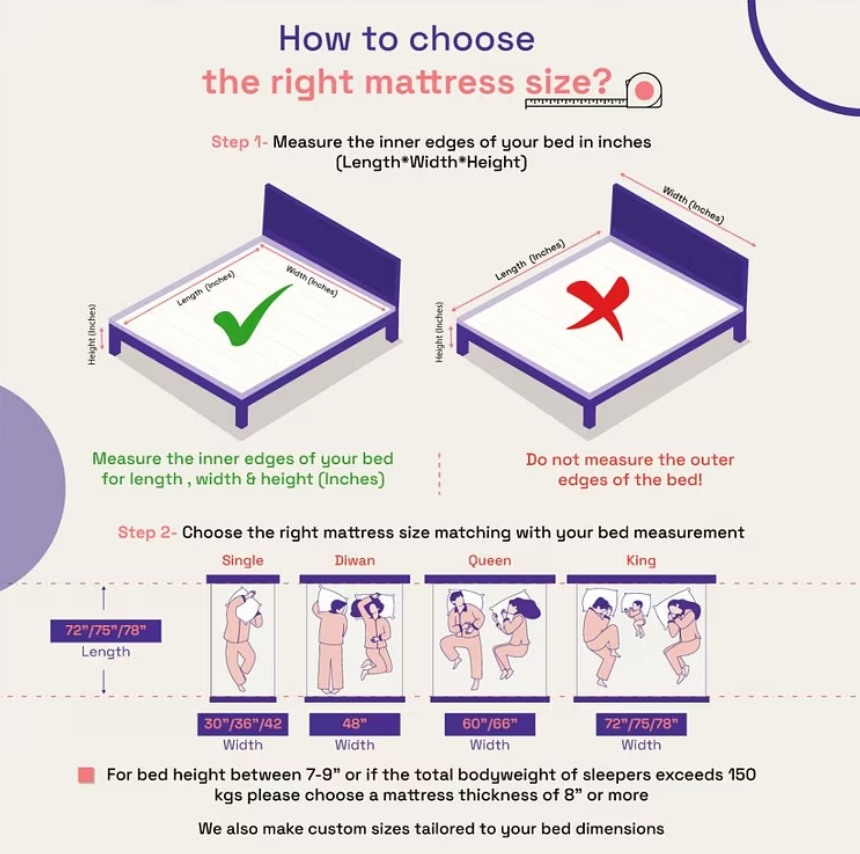 How to choose
the right mattress size?
Step 1- Measure the inner edges of your bed in inches
(Length*Width*Height)
Length (Inches)
Width (Inches)
Height (Inches)
Length (Inches)
Width (Inches)
Height (Inches)
Measure the inner edges of your bed
for length , width & height (Inches)
Do not measure the outer
edges of the bed!
Step 2- Choose the right mattress size matching with your bed measurement
Single
Diwan
Queen
King
72”/75”/78”
Length
30”/36”/42
Width
48”
Width
60”/66”
Width
72”/75/78”
Width
For bed height between 7-9” or if the total bodyweight of sleepers exceeds 150
kgs please choose a mattress thickness of 8” or more
We also make custom sizes tailored to your bed dimensions